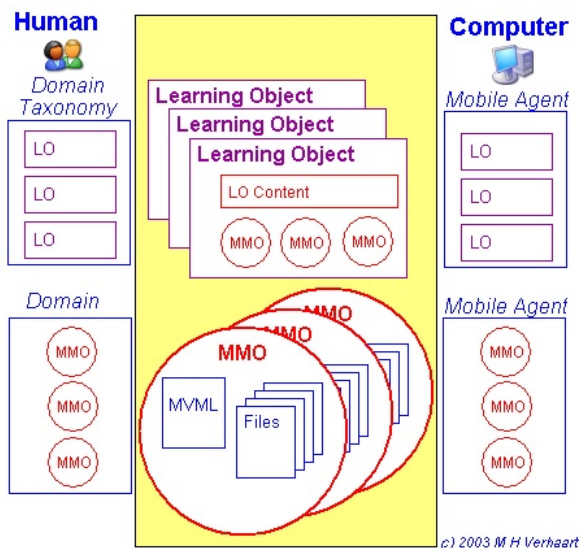 Human
Computer
Domain
Taxonomy
LO
LO
LO
Learning Object
Learning Object
Learning Object
LO Content
MMO
MMO
MMO
Mobile Agent
LO
LO
LO
Domain
MMO
MMO
MMO
MMO
MMO
MMO
MVML
Files
Mobile Agent
MMO
MMO
MMO
c) 2003 M H Verhaart